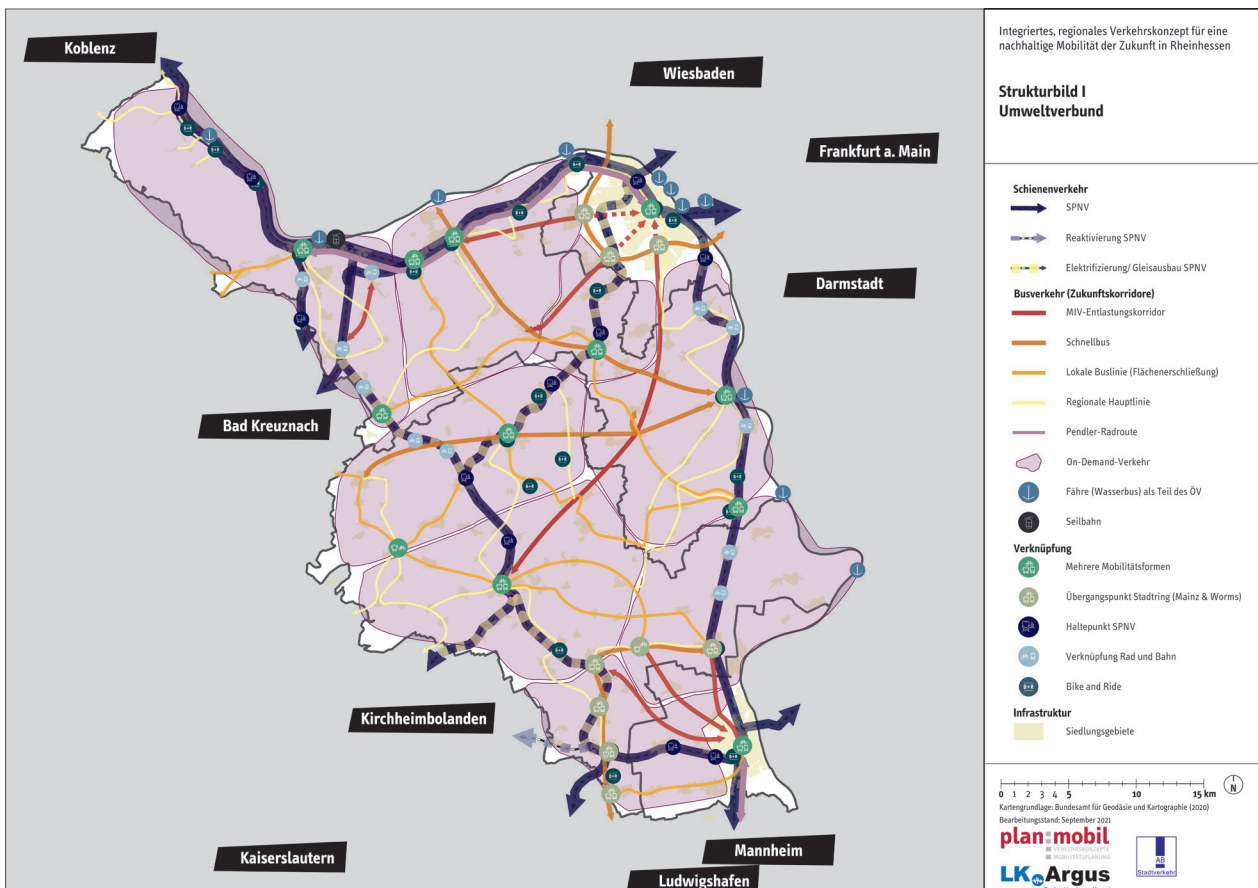 Koblenz
Wiesbaden
Frankfurt a. Main
Darmstadt
Bad Kreuznach
Kirchheimbolanden
Kaiserslautern
Mannheim
Ludwigshafen
Integriertes, regionales Verkehrskonzept für eine
nachhaltige Mobilität der Zukunft in Rheinhessen
Strukturbild I
Umweltverbund
Schienenverkehr
SPNV
Reaktivierung SPNV
Elektrifizierung/ Gleisausbau SPNV
Busverkehr (Zukunftskorridore)
MIV-Entlastungskorridor
Schnellbus
Lokale Buslinie (Flächenerschließung)
Regionale Hauptlinie
Pendler-Radroute
On-Demand-Verkehr
Fähre (Wasserbus) als Teil des ÖV
Seilbahn
Verknüpfung
Mehrere Mobilitätsformen
Übergangspunkt Stadtring (Mainz & Worms)
Haltepunkt SPNV
Verknüpfung Rad und Bahn
Bike and Ride
Infrastruktur
Siedlungsgebiete
0 1 2 3 4 5 10 15 km
N
Kartengrundlage: Bundesamt für Geodäsie und Kartographie (2020)
Bearbeitungsstand: September 2021
plan:mobil
VERKEHRSKONZEPTE
MOBILITÄTSPLANUNG
AB
Stadtverkehr
LK Argus